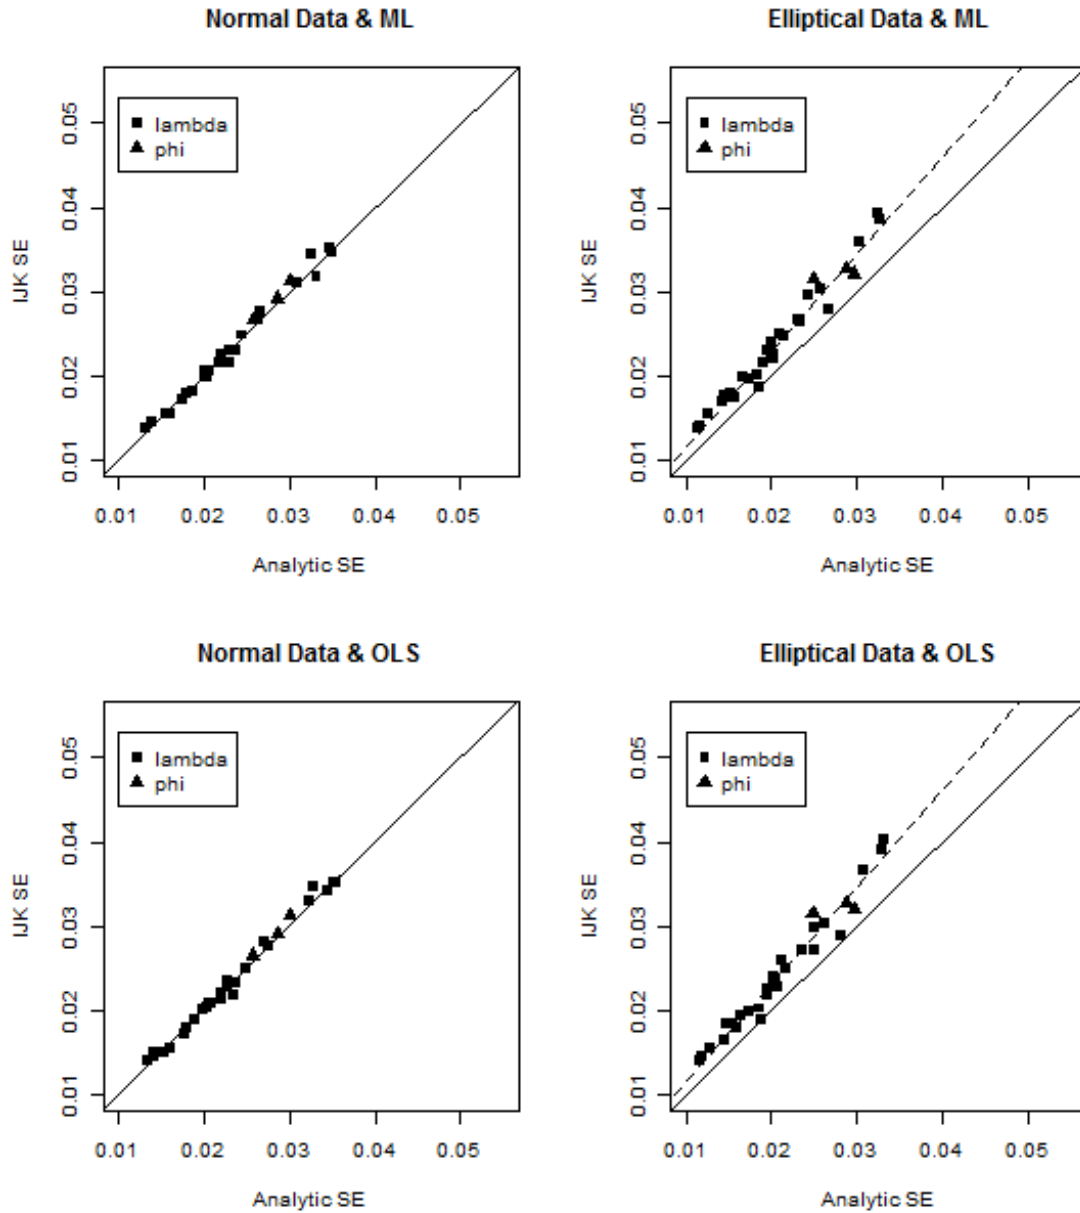 Normal Data & ML
IJK SE
0.05
0.04
0.03
0.02
0.01
lambda
phi
0.01 0.02 0.03 0.04 0.05
Analytic SE
Elliptical Data & ML
IJK SE
0.05
0.04
0.03
0.02
0.01
lambda
phi
0.01 0.02 0.03 0.04 0.05
Analytic SE
Normal Data & OLS
IJK SE
0.05
0.04
0.03
0.02
0.01
lambda
phi
0.01 0.02 0.03 0.04 0.05
Analytic SE
Elliptical Data & OLS
IJK SE
0.05
0.04
0.03
0.02
0.01
lambda
phi
0.01 0.02 0.03 0.04 0.05
Analytic SE